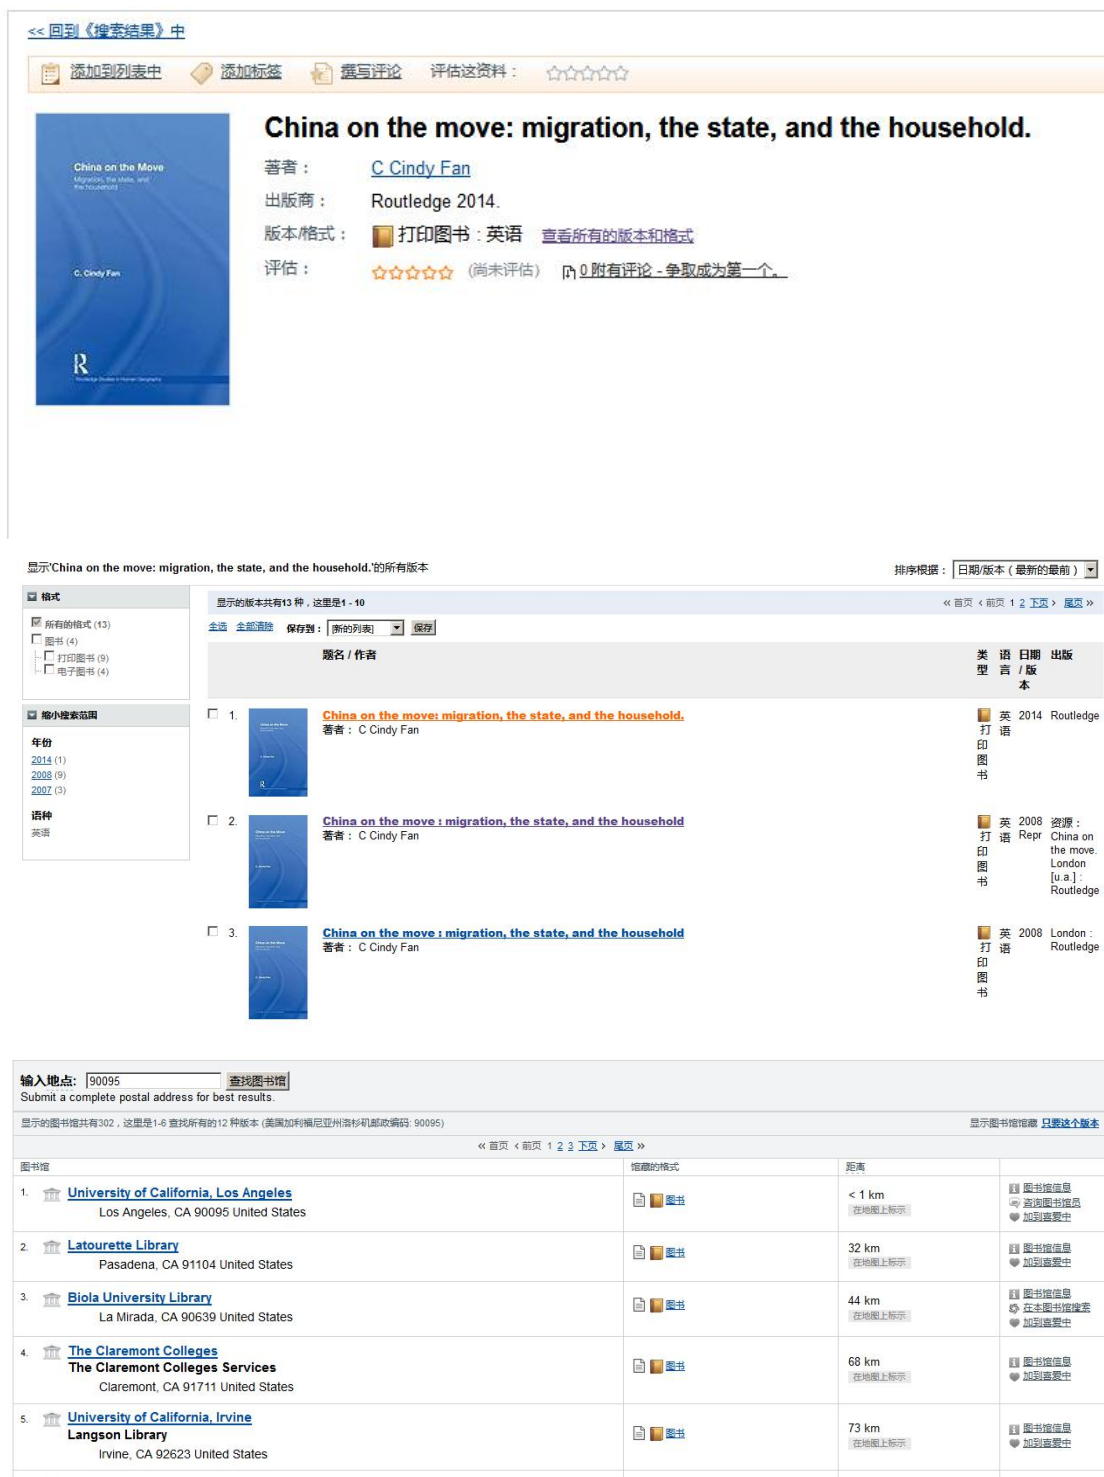 << 回到《搜索结果》中
添加到列表中 添加标签 撰写评论 评估这资料：
China on the Move
Migration, the state, and
the household
C. Cindy Fan
R
Routledge Studies in Human Geography
China on the move: migration, the state, and the household.
著者： C Cindy Fan
出版商： Routledge 2014.
版本/格式： 打印图书 : 英语 查看所有的版本和格式
评估： (尚未评估) 0 附有评论 - 争取成为第一个。
显示'China on the move: migration, the state, and the household.'的所有版本
排序根据： 日期/版本（最新的最前）
格式
所有的格式 (13)
图书 (4)
打印图书 (9)
电子图书 (4)
缩小搜索范围
年份
2014 (1)
2008 (9)
2007 (3)
语种
英语
显示的版本共有13 种，这里是1 - 10
« 首页 ‹ 前页 1 2 下页 › 尾页 »
全选 全部清除 保存到： [新的列表] 保存
题名 / 作者 类型 语言 日期/版本 出版
1. China on the move: migration, the state, and the household.
著者： C Cindy Fan
打印图书 英语 2014 Routledge
2. China on the move : migration, the state, and the household
著者： C Cindy Fan
打印图书 英语 2008 Repr 资源：
China on
the move.
London
[u.a.] :
Routledge
3. China on the move : migration, the state, and the household
著者： C Cindy Fan
打印图书 英语 2008 London :
Routledge
输入地点: 90095 查找图书馆
Submit a complete postal address for best results.
显示的图书馆共有302，这里是1-6 查找所有的12 种版本 (美国加利福尼亚州洛杉矶邮政编码: 90095)
显示图书馆馆藏 只要这个版本
« 首页 ‹ 前页 1 2 3 下页 › 尾页 »
图书馆 馆藏的格式 距离
1. University of California, Los Angeles
Los Angeles, CA 90095 United States
图书
< 1 km
在地图上标示
图书馆信息
咨询图书馆员
加到喜爱中
2. Latourette Library
Pasadena, CA 91104 United States
图书
32 km
在地图上标示
图书馆信息
加到喜爱中
3. Biola University Library
La Mirada, CA 90639 United States
图书
44 km
在地图上标示
图书馆信息
在本图书馆搜索
加到喜爱中
4. The Claremont Colleges
The Claremont Colleges Services
Claremont, CA 91711 United States
图书
68 km
在地图上标示
图书馆信息
加到喜爱中
5. University of California, Irvine
Langson Library
Irvine, CA 92623 United States
图书
73 km
在地图上标示
图书馆信息
加到喜爱中